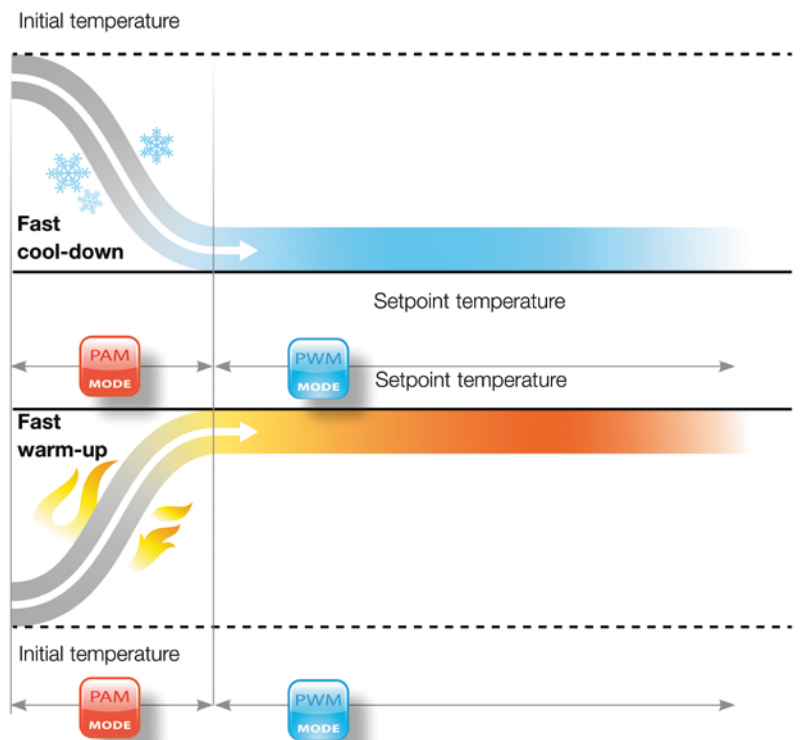 Initial temperature
Fast
cool-down
Setpoint temperature
PAM
MODE
PWM
MODE
Setpoint temperature
Fast
warm-up
Initial temperature
PAM
MODE
PWM
MODE